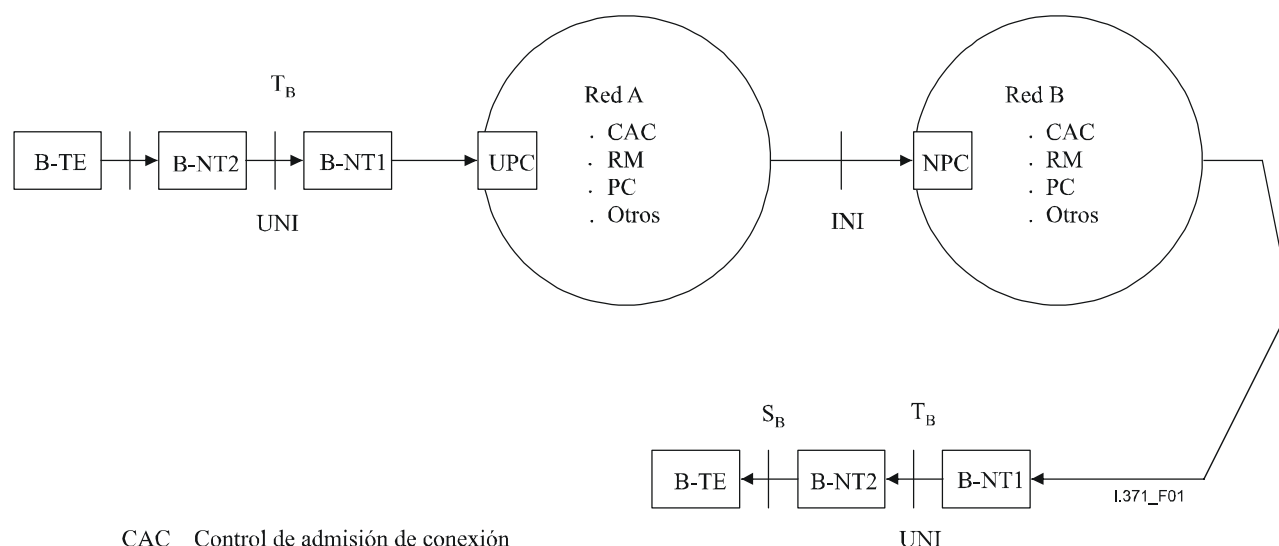 T_B
B-TE
B-NT2
B-NT1
UNI
UPC
Red A
. CAC
. RM
. PC
. Otros
INI
NPC
Red B
. CAC
. RM
. PC
. Otros
S_B
T_B
B-TE
B-NT2
B-NT1
I.371_F01
UNI
CAC Control de admisión de conexión